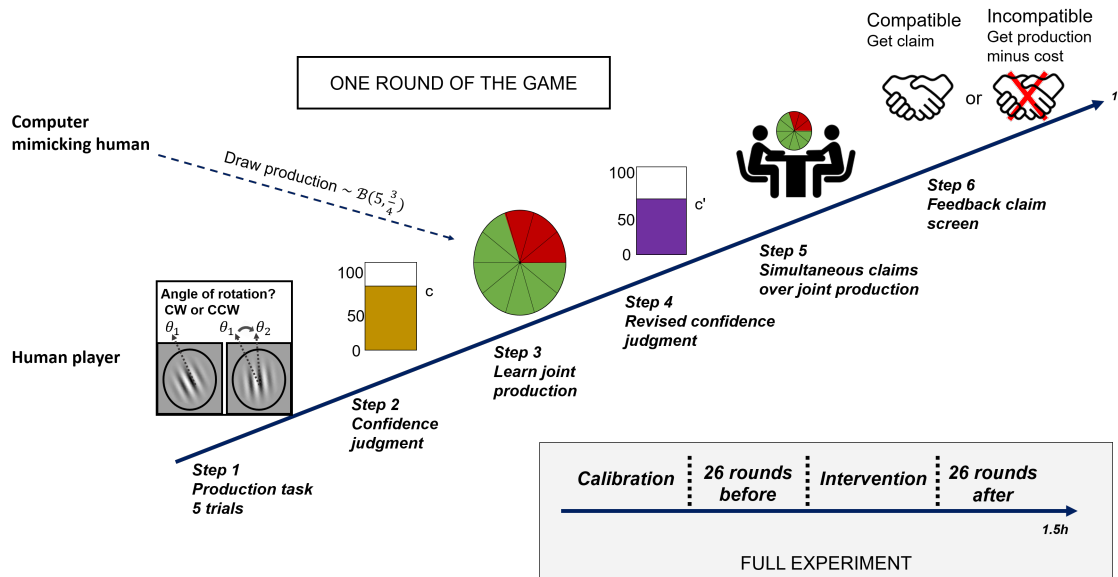 Compatible
Get claim
Incompatible
Get production
minus cost
or
ONE ROUND OF THE GAME
1
Computer
mimicking human
Draw production ~ ℬ(5,3/4)
100
50
0
c'
Step 6
Feedback claim
screen
Step 5
Simultaneous claims
over joint production
100
50
0
c
Step 4
Revised confidence
judgment
Angle of rotation?
CW or CCW
θ1
θ1 θ2
Human player
Step 3
Learn joint
production
Step 2
Confidence
judgment
Step 1
Production task
5 trials
Calibration
26 rounds
before
Intervention
26 rounds
after
1.5h
FULL EXPERIMENT